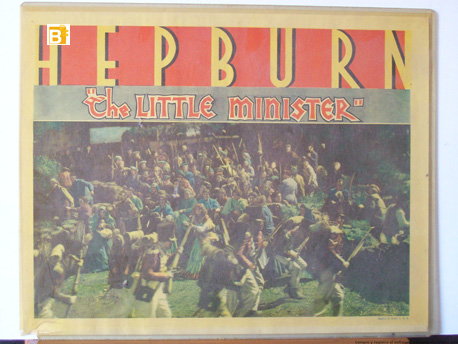 B
HEPBURN
"The LITTLE MINISTER"